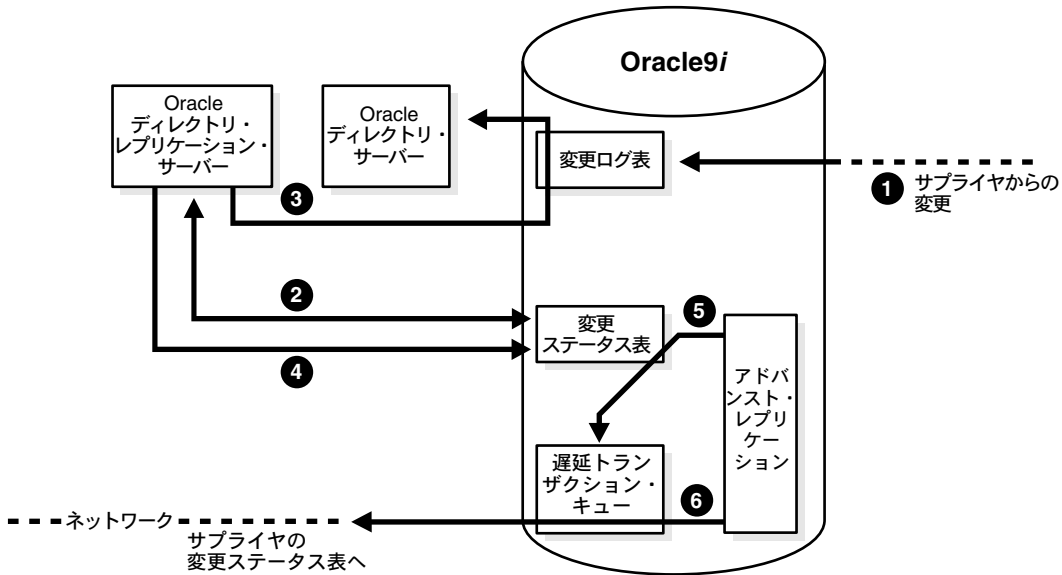 Oracle9i
Oracle
ディレクトリ・
レプリケーション・
サーバー
Oracle
ディレクトリ・
サーバー
変更ログ表
1 サプライヤからの
変更
3
2
変更
ステータス表
5
4
アドバ
ンスト・
レプリ
ケー
ション
遅延トラン
ザクション・
キュー
6
ネットワーク
サプライヤの
変更ステータス表へ